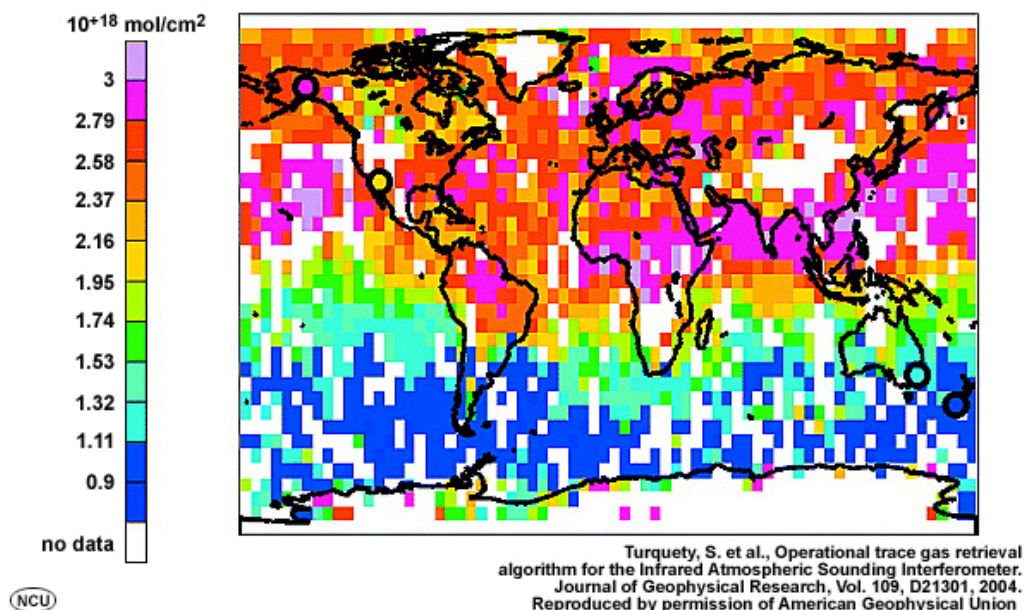 10+18 mol/cm2
3
2.79
2.58
2.37
2.16
1.95
1.74
1.53
1.32
1.11
0.9
no data
Turquety, S. et al., Operational trace gas retrieval
algorithm for the Infrared Atmospheric Sounding Interferometer.
Journal of Geophysical Research, Vol. 109, D21301, 2004.
Reproduced by permission of American Geophysical Union
NCU